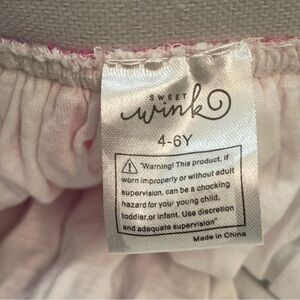 SWEET
wink
4-6Y
"Warning! This product, if
worn improperly or without adult
supervision, can be a chocking
hazard for your young child,
toddler, or infant. Use discretion
and adequate supervision"
Made in China